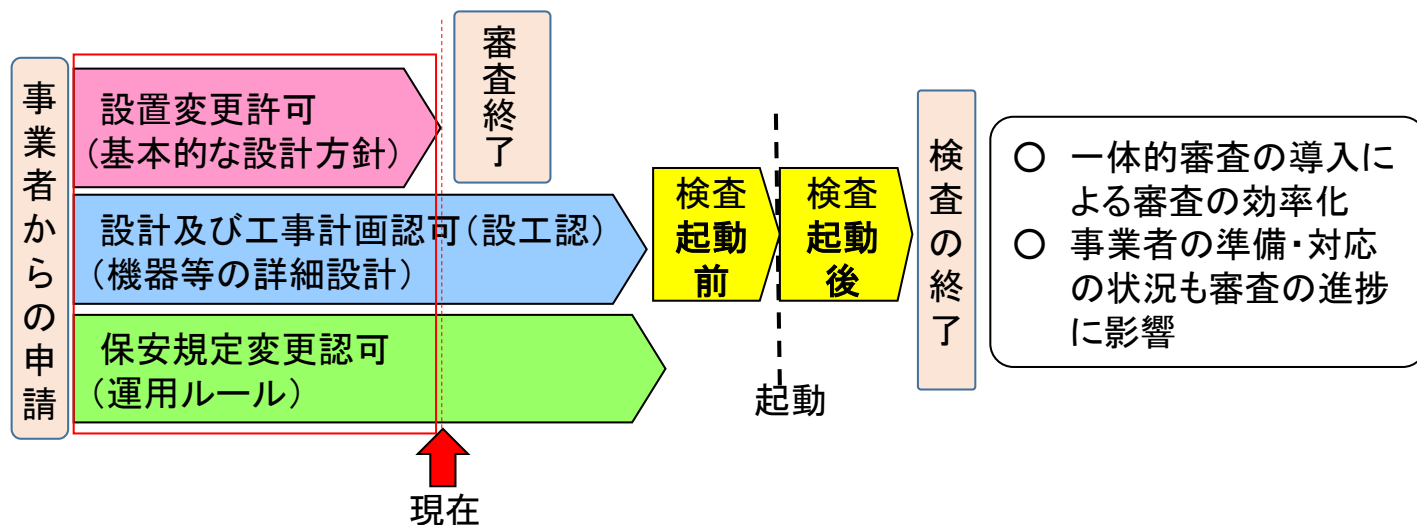 事業者からの申請
設置変更許可
(基本的な設計方針)
審査終了
設計及び工事計画認可(設工認)
(機器等の詳細設計)
保安規定変更認可
(運用ルール)
現在
検査
起動
前
検査
起動
後
起動
検査の終了
○ 一体的審査の導入に
よる審査の効率化
○ 事業者の準備・対応
の状況も審査の進捗
に影響